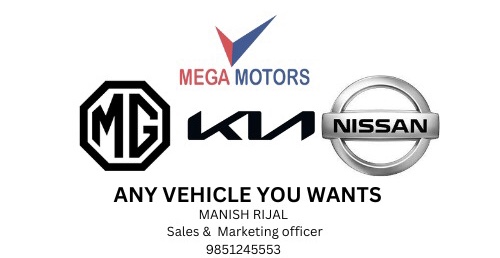 MEGA MOTORS
MG KIA NISSAN
ANY VEHICLE YOU WANTS
MANISH RIJAL
Sales & Marketing officer
9851245553